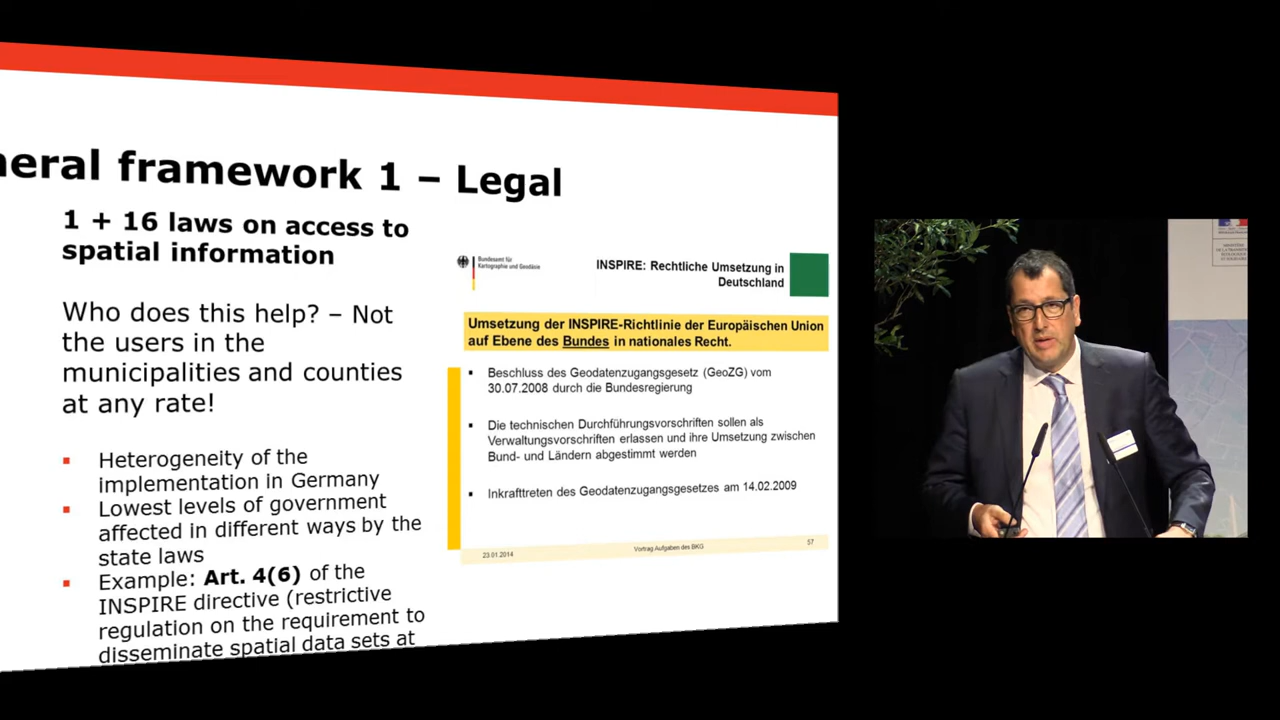 neral framework 1 – Legal
1 + 16 laws on access to
spatial information
Who does this help? – Not
the users in the
municipalities and counties
at any rate!
Heterogeneity of the
implementation in Germany
Lowest levels of government
affected in different ways by the
state laws
Example: Art. 4(6) of the
INSPIRE directive (restrictive
regulation on the requirement to
disseminate spatial data sets at
Bundesamt für
Kartographie und Geodäsie
INSPIRE: Rechtliche Umsetzung in
Deutschland
Umsetzung der INSPIRE-Richtlinie der Europäischen Union
auf Ebene des Bundes in nationales Recht.
Beschluss des Geodatenzugangsgesetz (GeoZG) vom
30.07.2008 durch die Bundesregierung
Die technischen Durchführungsvorschriften sollen als
Verwaltungsvorschriften erlassen und ihre Umsetzung zwischen
Bund- und Ländern abgestimmt werden
Inkrafttreten des Geodatenzugangsgesetzes am 14.02.2009
23.01.2014
Vortrag Aufgaben des BKG
57